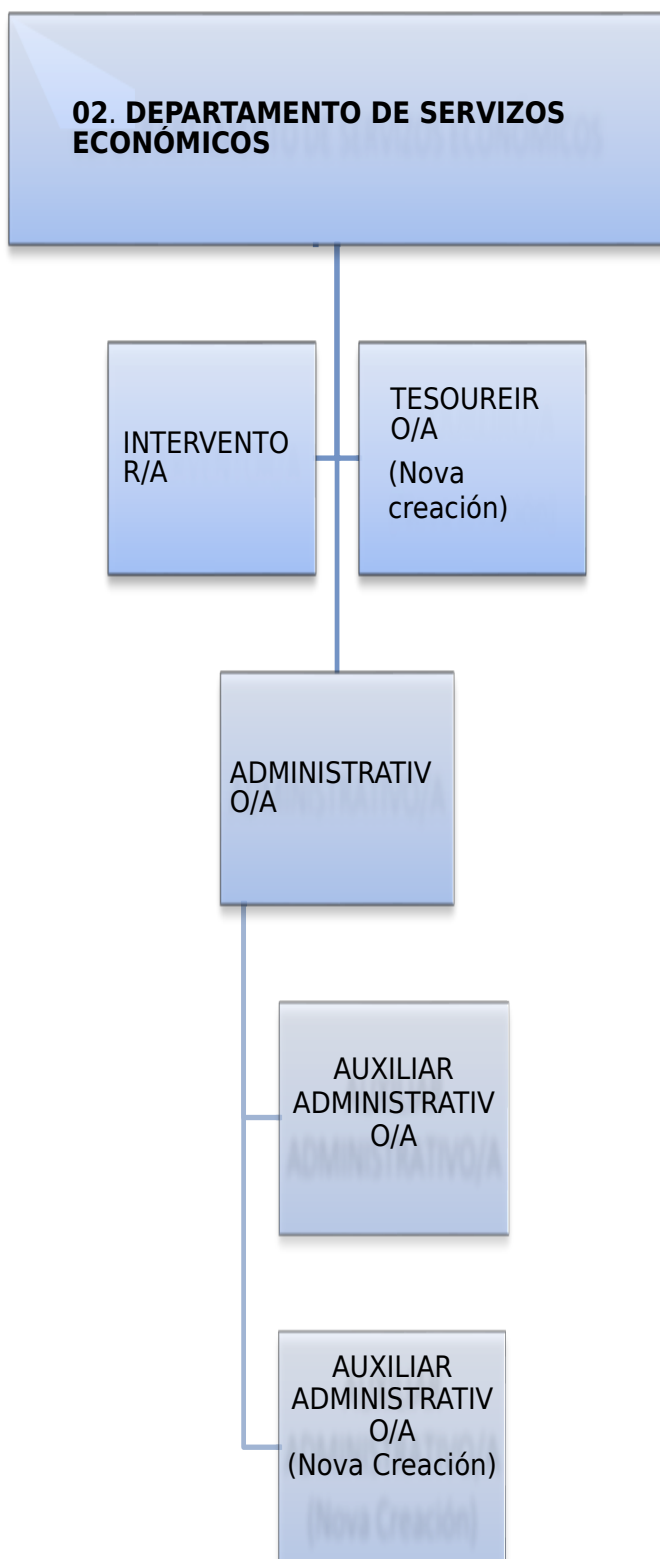 02. DEPARTAMENTO DE SERVIZOS
ECONÓMICOS
INTERVENTO
R/A
TESOUREIR
O/A
(Nova
creación)
ADMINISTRATIV
O/A
AUXILIAR
ADMINISTRATIV
O/A
AUXILIAR
ADMINISTRATIV
O/A
(Nova Creación)